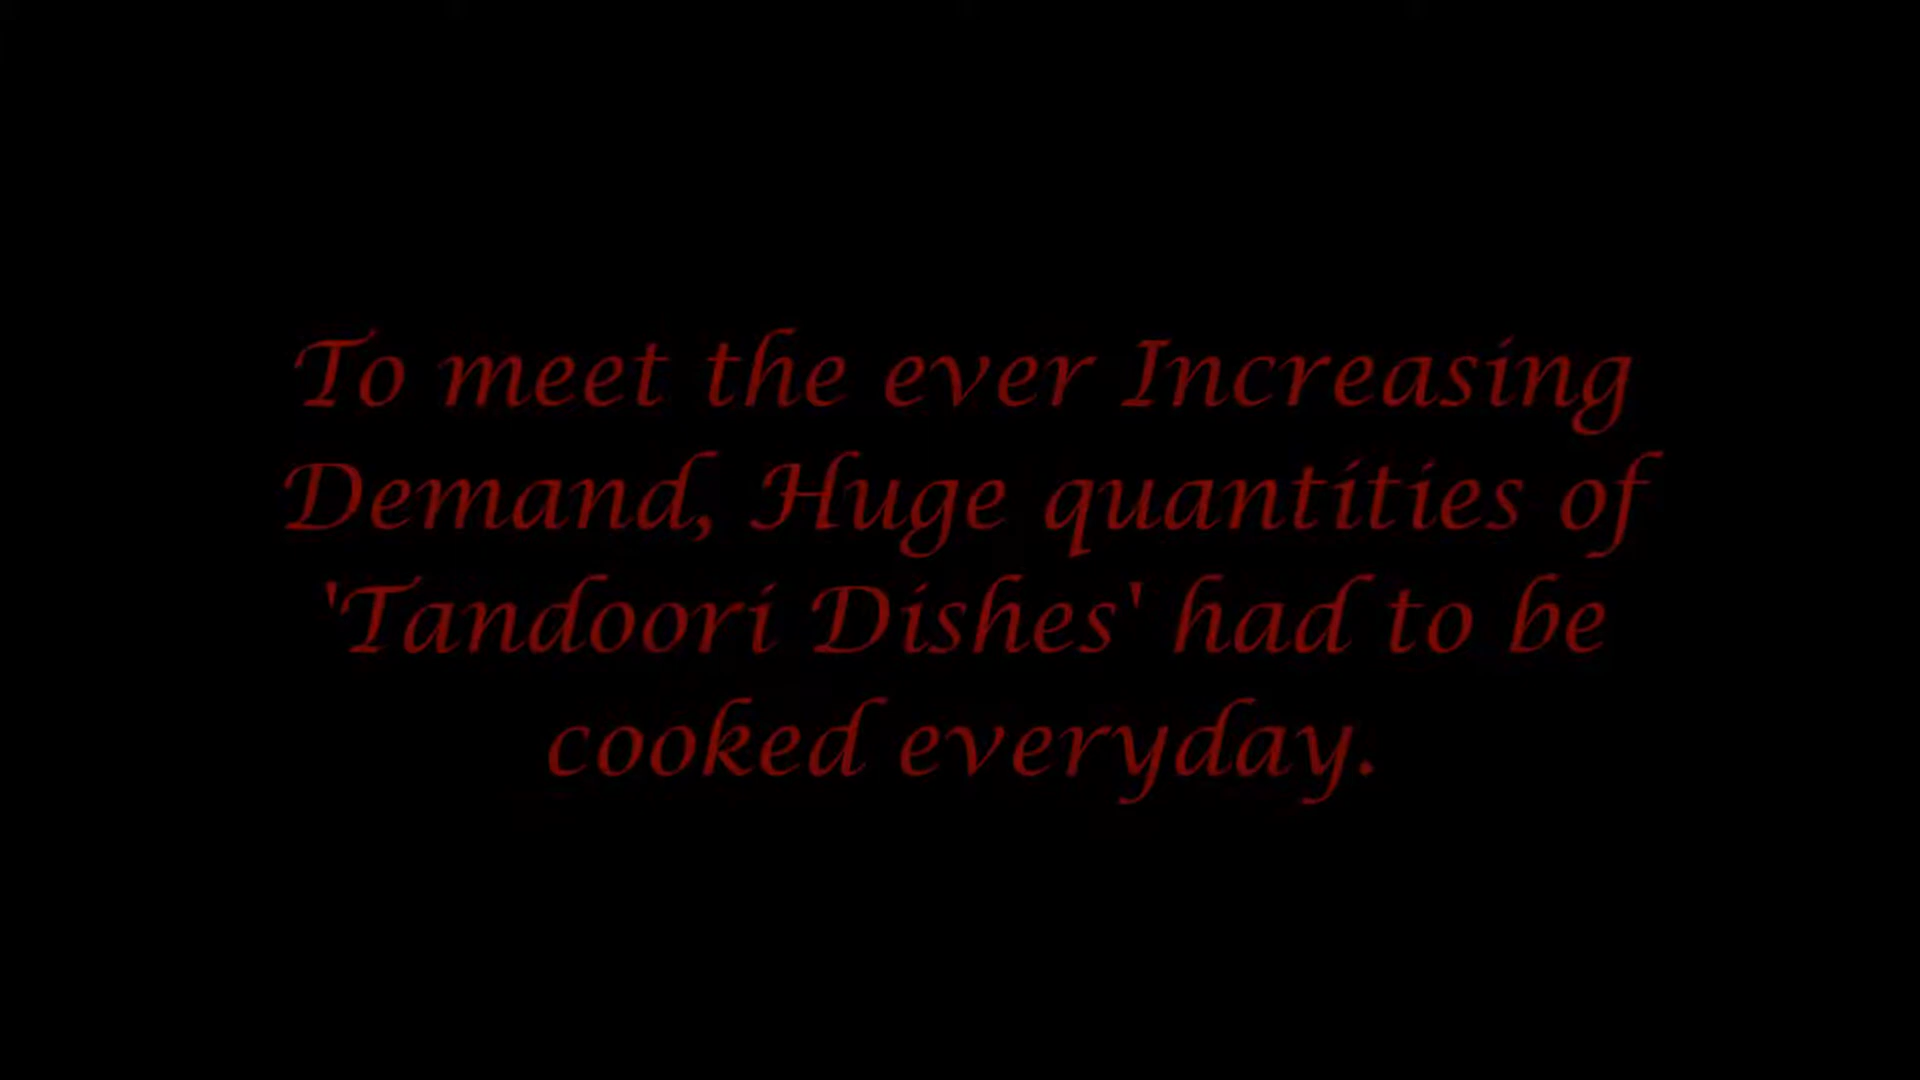 To meet the ever Increasing
Demand, Huge quantities of
'Tandoori Dishes' had to be
cooked everyday.